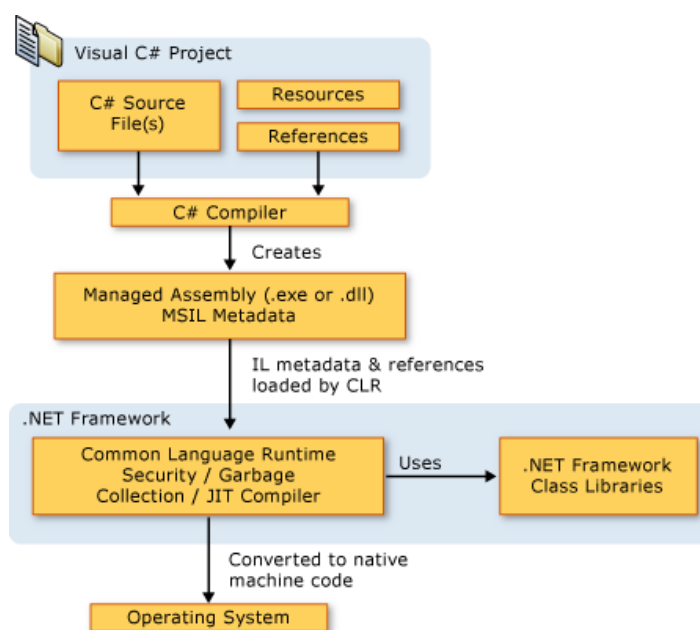 Visual C# Project
C# Source
File(s)
Resources
References
C# Compiler
Creates
Managed Assembly (.exe or .dll)
MSIL Metadata
IL metadata & references
loaded by CLR
.NET Framework
Common Language Runtime
Security / Garbage
Collection / JIT Compiler
Uses
.NET Framework
Class Libraries
Converted to native
machine code
Operating System